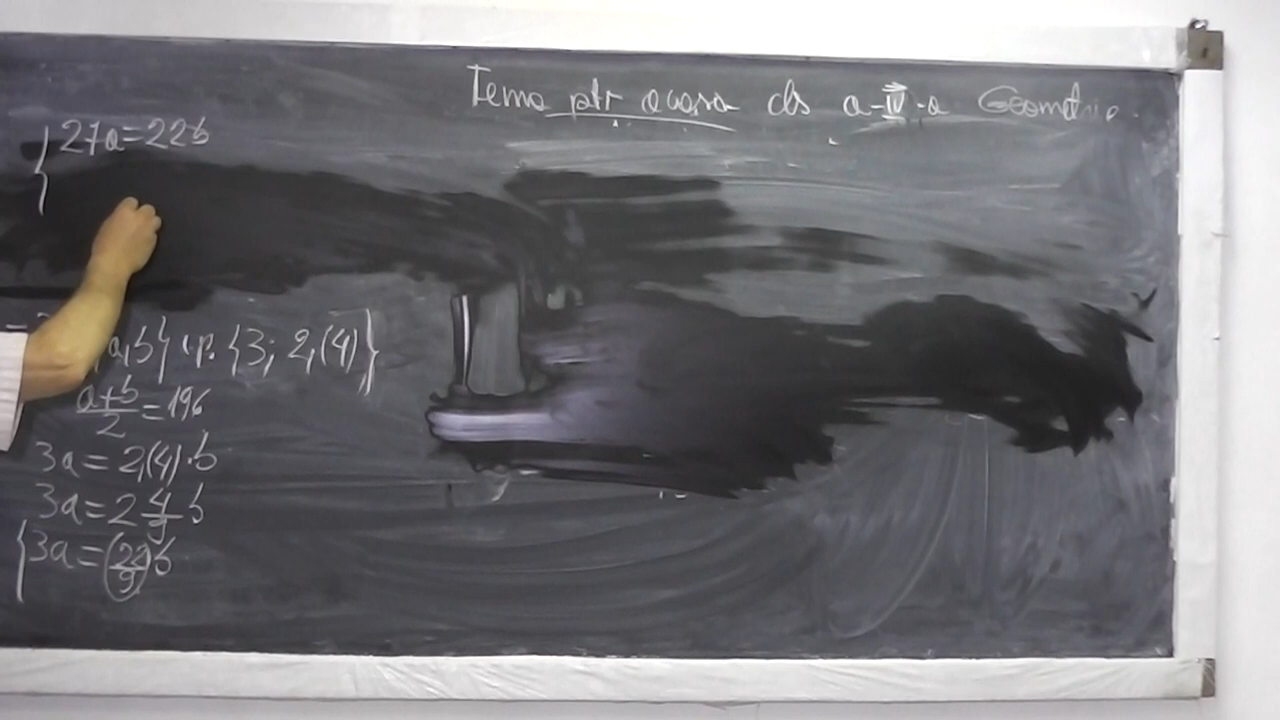 Tema ptr acasa cls a-IV-a Geometrie.
{ 27a=22b
a,b} i.p. {3; 2,(4)}
a+b/2 = 196
3a = 2,(4)·b
3a = 2 4/9 b
{ 3a = (22/9) b